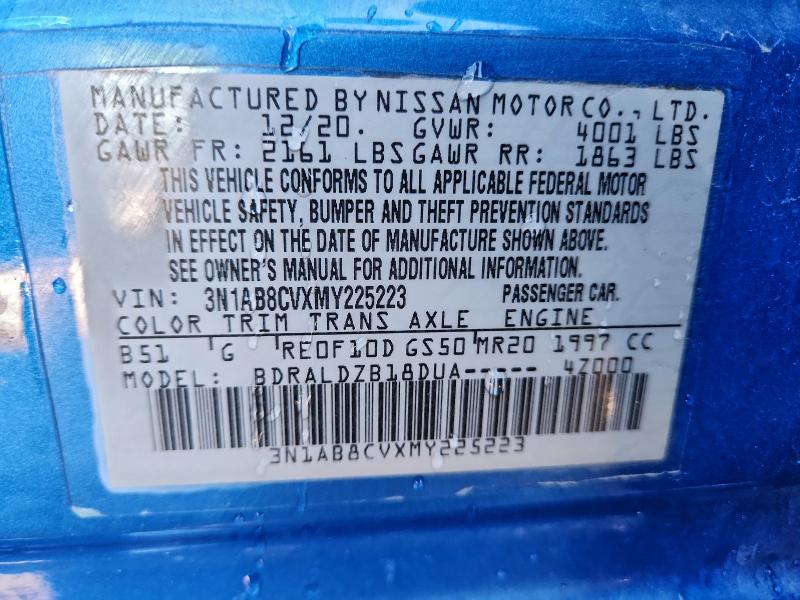 MANUFACTURED BY NISSAN MOTOR CO., LTD.
DATE: 12/20. GVWR: 4001 LBS
GAWR FR: 2161 LBS GAWR RR: 1863 LBS
THIS VEHICLE CONFORMS TO ALL APPLICABLE FEDERAL MOTOR
VEHICLE SAFETY, BUMPER AND THEFT PREVENTION STANDARDS
IN EFFECT ON THE DATE OF MANUFACTURE SHOWN ABOVE.
SEE OWNER'S MANUAL FOR ADDITIONAL INFORMATION.
VIN: 3N1AB8CVXMY225223 PASSENGER CAR.
COLOR TRIM TRANS AXLE ENGINE
B51 G RE0F10D GS50 MR20 1997 CC
MODEL: BDRALDZB18DUA----- 4Z000
3N1AB8CVXMY225223